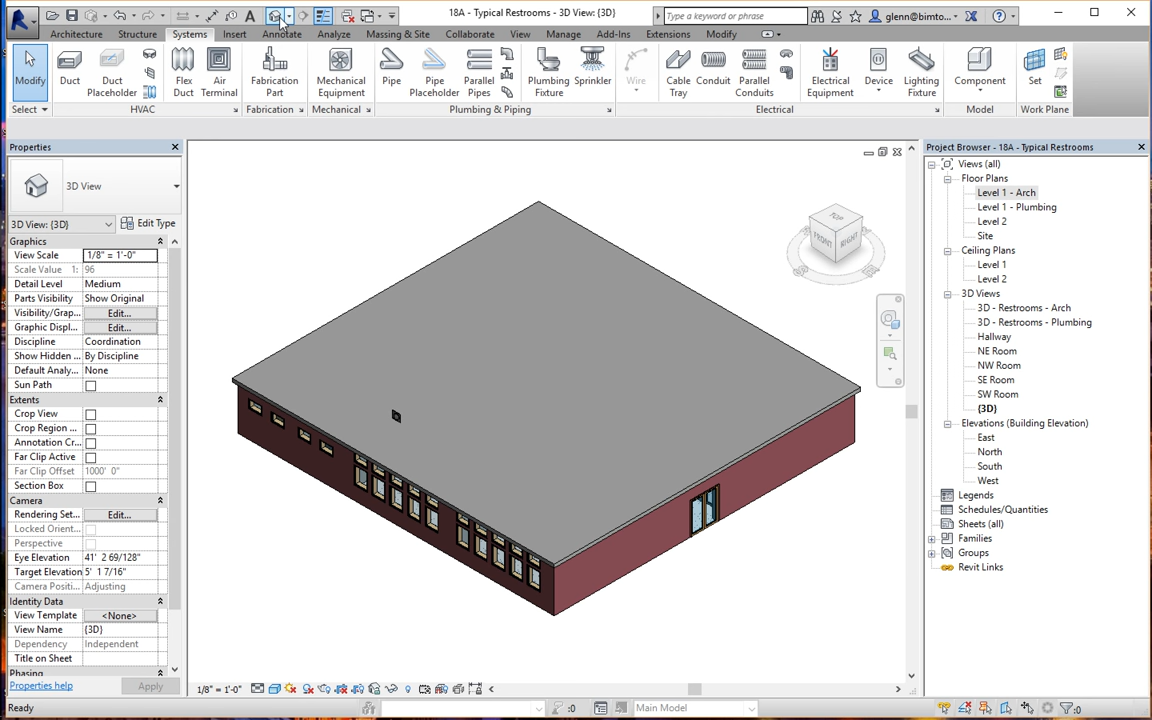 18A - Typical Restrooms - 3D View: {3D}
Type a keyword or phrase
glenn@bimto...
Architecture Structure Systems Insert Annotate Analyze Massing & Site Collaborate View Manage Add-Ins Extensions Modify
Modify
Duct
Duct Placeholder
Flex Duct
Air Terminal
Fabrication Part
Mechanical Equipment
Pipe
Pipe Placeholder
Parallel Pipes
Plumbing Fixture
Sprinkler
Wire
Cable Tray
Conduit
Parallel Conduits
Electrical Equipment
Device
Lighting Fixture
Component
Set
Select HVAC Fabrication Mechanical Plumbing & Piping Electrical Model Work Plane
Properties
3D View
3D View: {3D} Edit Type
Graphics
View Scale 1/8" = 1'-0"
Scale Value 1: 96
Detail Level Medium
Parts Visibility Show Original
Visibility/Grap... Edit...
Graphic Displ... Edit...
Discipline Coordination
Show Hidden ... By Discipline
Default Analy... None
Sun Path
Extents
Crop View
Crop Region ...
Annotation Cr...
Far Clip Active
Far Clip Offset 1000' 0"
Section Box
Camera
Rendering Set... Edit...
Locked Orient...
Perspective
Eye Elevation 41' 2 69/128"
Target Elevation 5' 1 7/16"
Camera Positi... Adjusting
Identity Data
View Template <None>
View Name {3D}
Dependency Independent
Title on Sheet
Phasing
Properties help Apply
TOP
FRONT
RIGHT
1/8" = 1'-0"
Project Browser - 18A - Typical Restrooms
Views (all)
Floor Plans
Level 1 - Arch
Level 1 - Plumbing
Level 2
Site
Ceiling Plans
Level 1
Level 2
3D Views
3D - Restrooms - Arch
3D - Restrooms - Plumbing
Hallway
NE Room
NW Room
SE Room
SW Room
{3D}
Elevations (Building Elevation)
East
North
South
West
Legends
Schedules/Quantities
Sheets (all)
Families
Groups
Revit Links
Ready
:0
Main Model
:0